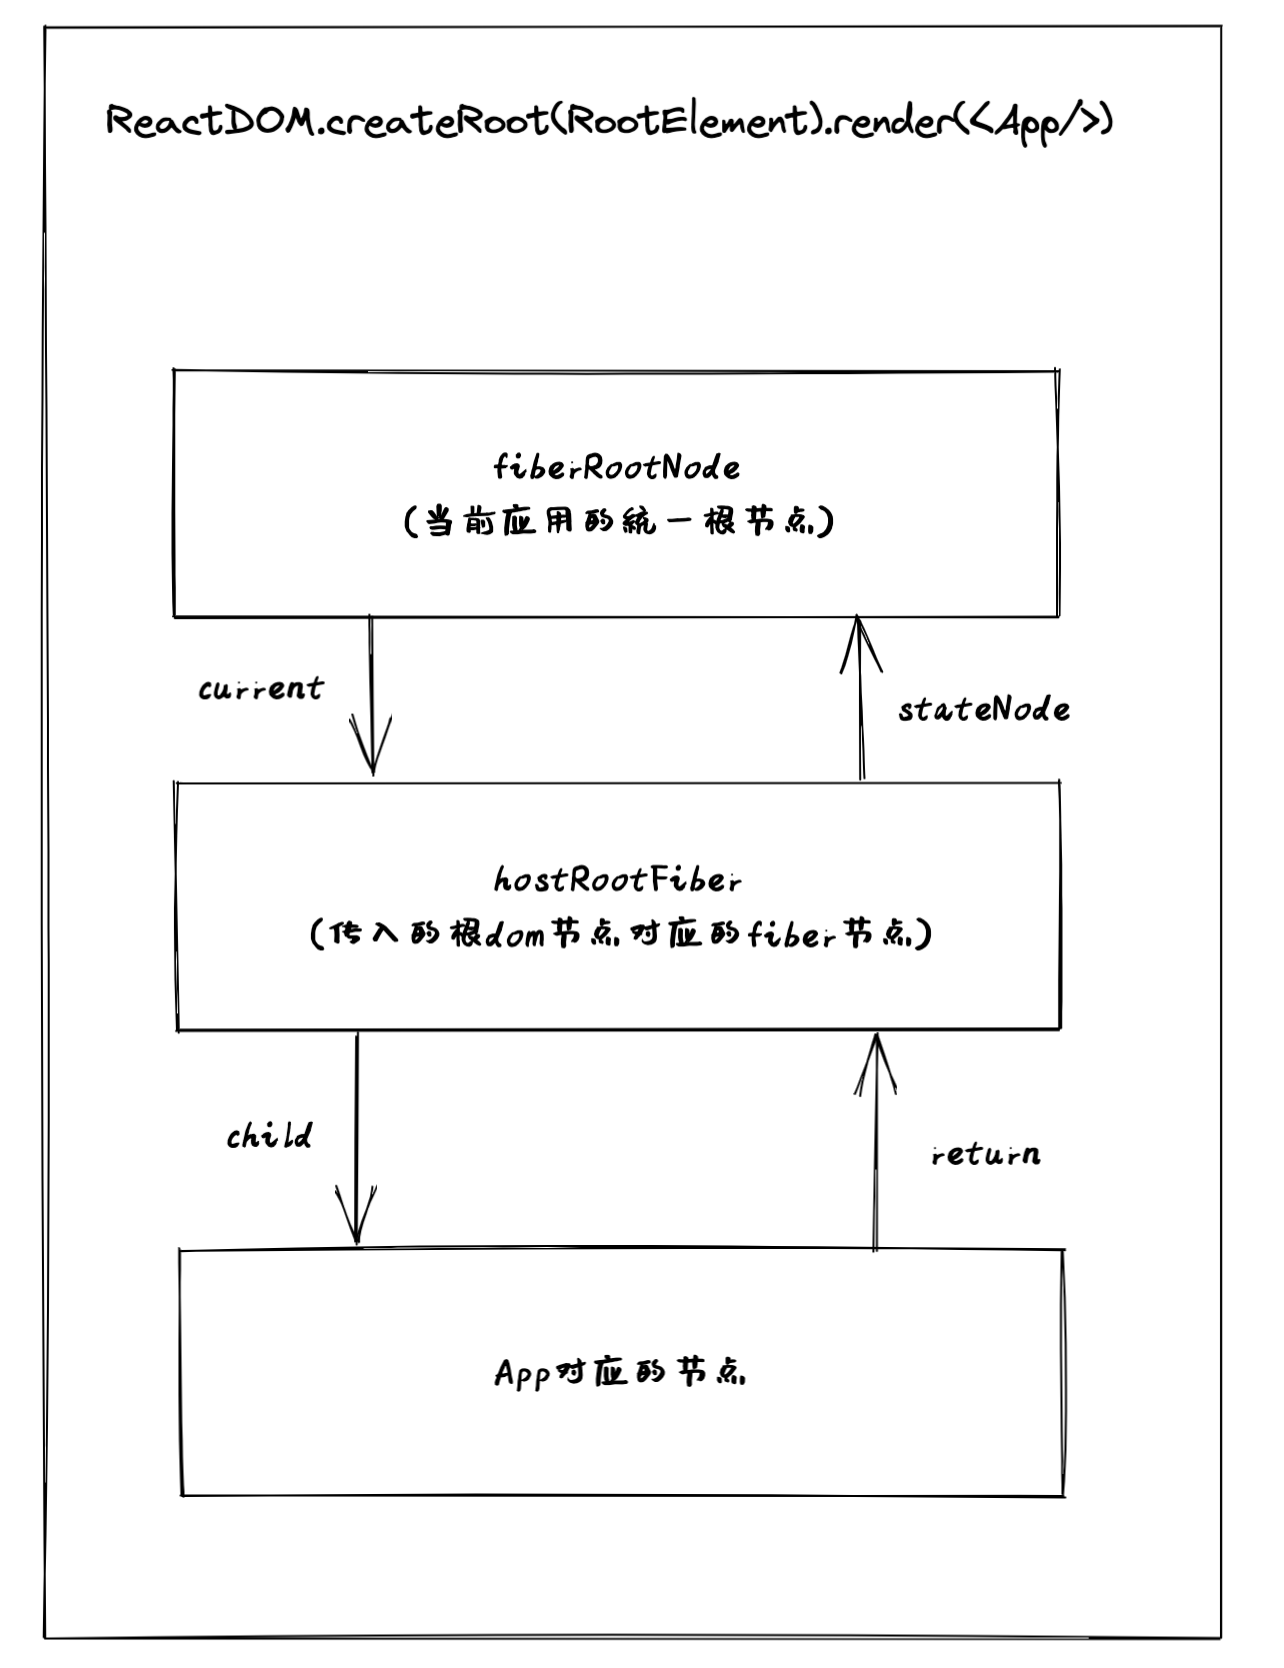 ReactDOM.createRoot(RootElement).render(<App/>)
fiberRootNode
(当前应用的统一根节点)
current
stateNode
hostRootFiber
(传入的根dom节点对应的fiber节点)
child
return
App对应的节点